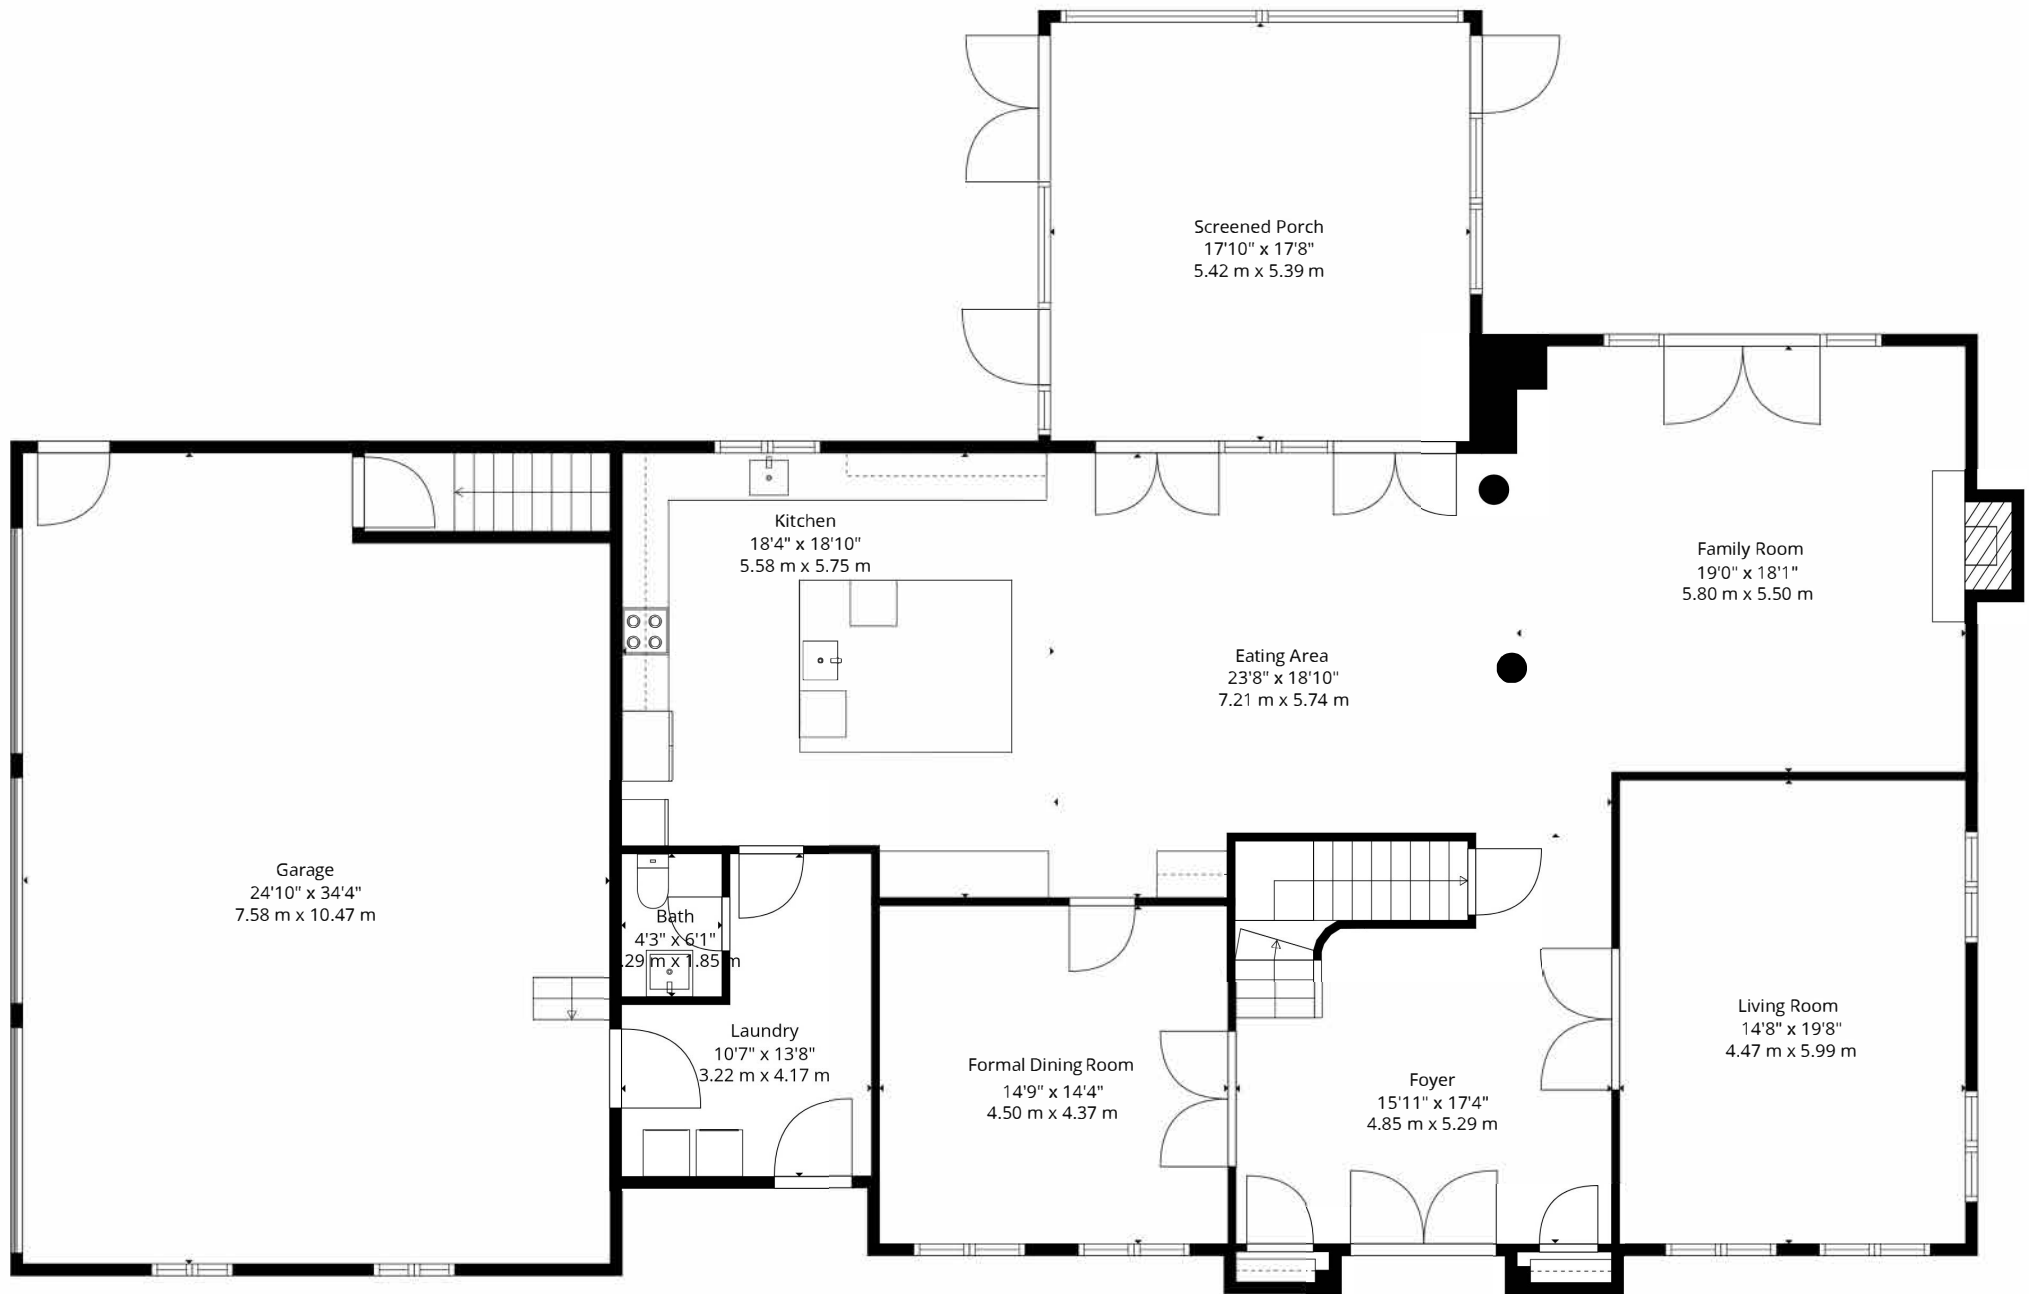 Screened Porch
17'10" x 17'8"
5.42 m x 5.39 m
Kitchen
18'4" x 18'10"
5.58 m x 5.75 m
Family Room
19'0" x 18'1"
5.80 m x 5.50 m
Eating Area
23'8" x 18'10"
7.21 m x 5.74 m
Garage
24'10" x 34'4"
7.58 m x 10.47 m
Bath
4'3" x 6'1"
.29 m x 1.85 m
Laundry
10'7" x 13'8"
3.22 m x 4.17 m
Formal Dining Room
14'9" x 14'4"
4.50 m x 4.37 m
Foyer
15'11" x 17'4"
4.85 m x 5.29 m
Living Room
14'8" x 19'8"
4.47 m x 5.99 m